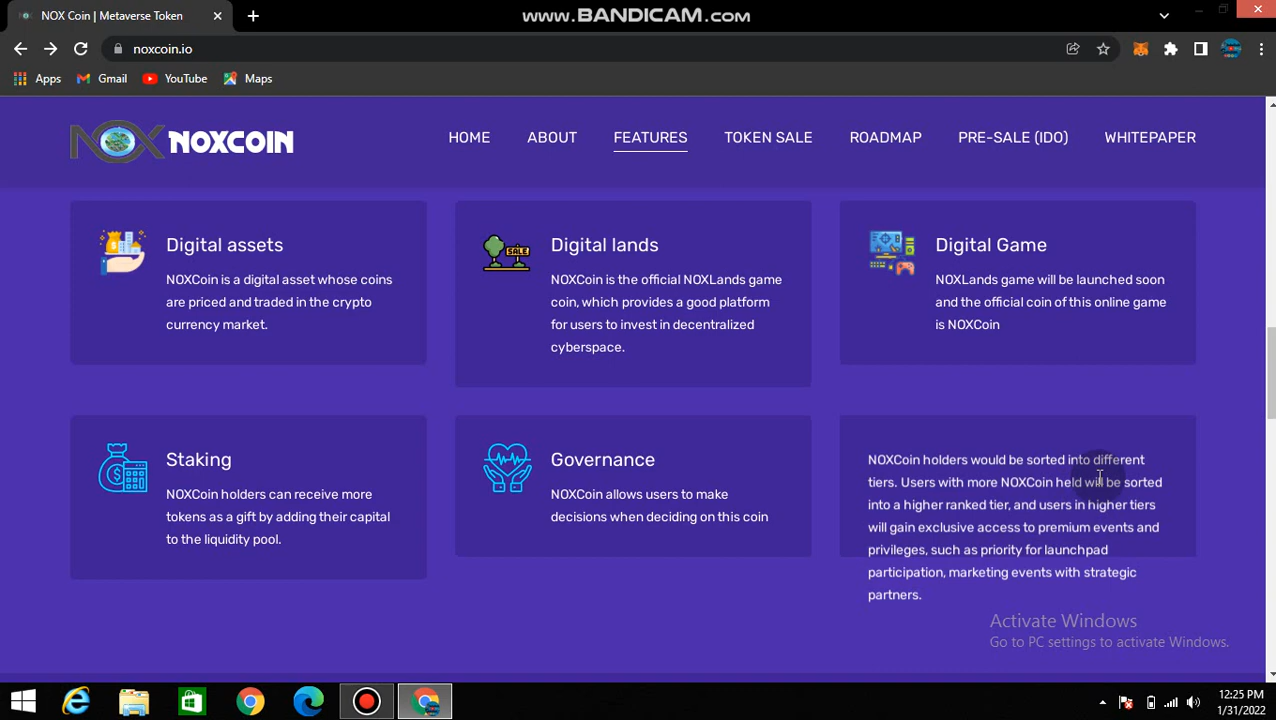 NOX Coin | Metaverse Token
www.BANDICAM.com
noxcoin.io
Apps
Gmail
YouTube
Maps
NOX NOXCOIN
HOME
ABOUT
FEATURES
TOKEN SALE
ROADMAP
PRE-SALE (IDO)
WHITEPAPER
Digital assets
NOXCoin is a digital asset whose coins
are priced and traded in the crypto
currency market.
Digital lands
SALE
NOXCoin is the official NOXLands game
coin, which provides a good platform
for users to invest in decentralized
cyberspace.
Digital Game
NOXLands game will be launched soon
and the official coin of this online game
is NOXCoin
Staking
NOXCoin holders can receive more
tokens as a gift by adding their capital
to the liquidity pool.
Governance
NOXCoin allows users to make
decisions when deciding on this coin
NOXCoin holders would be sorted into different
tiers. Users with more NOXCoin held will be sorted
into a higher ranked tier, and users in higher tiers
will gain exclusive access to premium events and
privileges, such as priority for launchpad
participation, marketing events with strategic
partners.
Activate Windows
Go to PC settings to activate Windows.
12:25 PM
1/31/2022